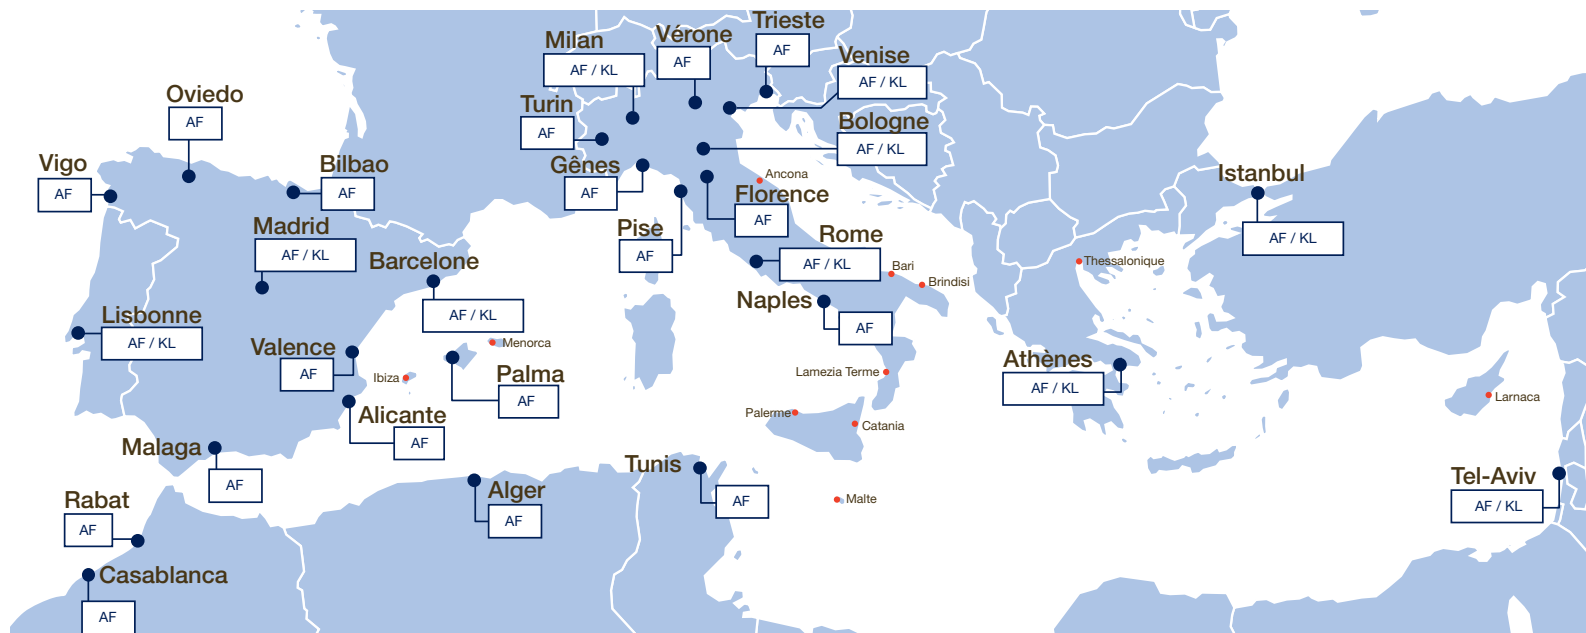 Trieste
AF
Milan
AF / KL
Vérone
AF
Venise
AF / KL
Oviedo
AF
Turin
AF
Bologne
AF / KL
Vigo
AF
Bilbao
AF
Gênes
AF
Ancona
Florence
AF
Istanbul
AF / KL
Madrid
AF / KL
Pise
AF
Rome
AF / KL
Barcelone
AF / KL
Bari
Brindisi
Thessalonique
Naples
AF
Lisbonne
AF / KL
Valence
AF
Menorca
Ibiza
Palma
AF
Athènes
AF / KL
Lamezia Terme
Larnaca
Alicante
AF
Palerme
Catania
Malaga
AF
Tunis
AF
Malte
Tel-Aviv
AF / KL
Rabat
AF
Alger
AF
Casablanca
AF